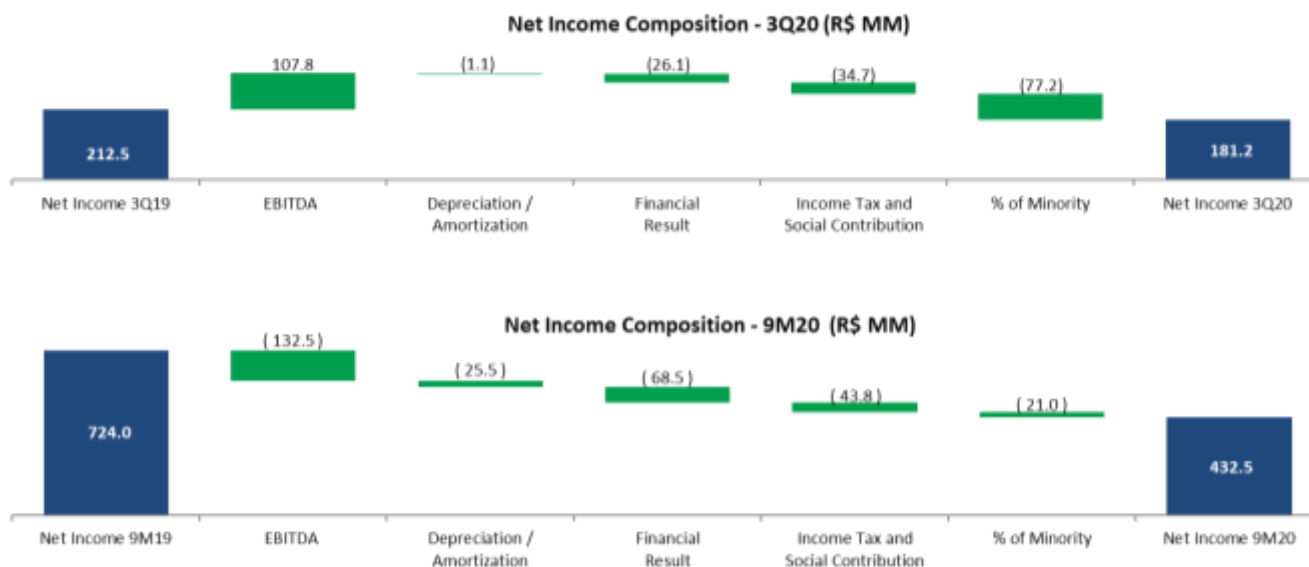 Net Income Composition - 3Q20 (R$ MM)
107.8
(1.1)
(26.1)
(34.7)
(77.2)
212.5
181.2
Net Income 3Q19
EBITDA
Depreciation /
Amortization
Financial
Result
Income Tax and
Social Contribution
% of Minority
Net Income 3Q20
Net Income Composition - 9M20 (R$ MM)
( 132.5 )
( 25.5 )
( 68.5 )
( 43.8 )
( 21.0 )
724.0
432.5
Net Income 9M19
EBITDA
Depreciation /
Amortization
Financial
Result
Income Tax and
Social Contribution
% of Minority
Net Income 9M20